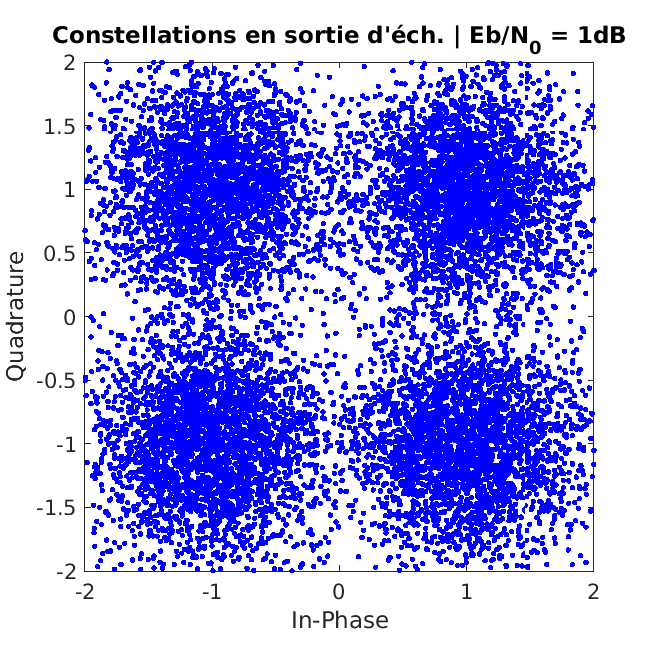 Constellations en sortie d'éch. | Eb/N0 = 1dB
2
1.5
1
0.5
0
-0.5
-1
-1.5
-2
Quadrature
-2 -1 0 1 2
In-Phase